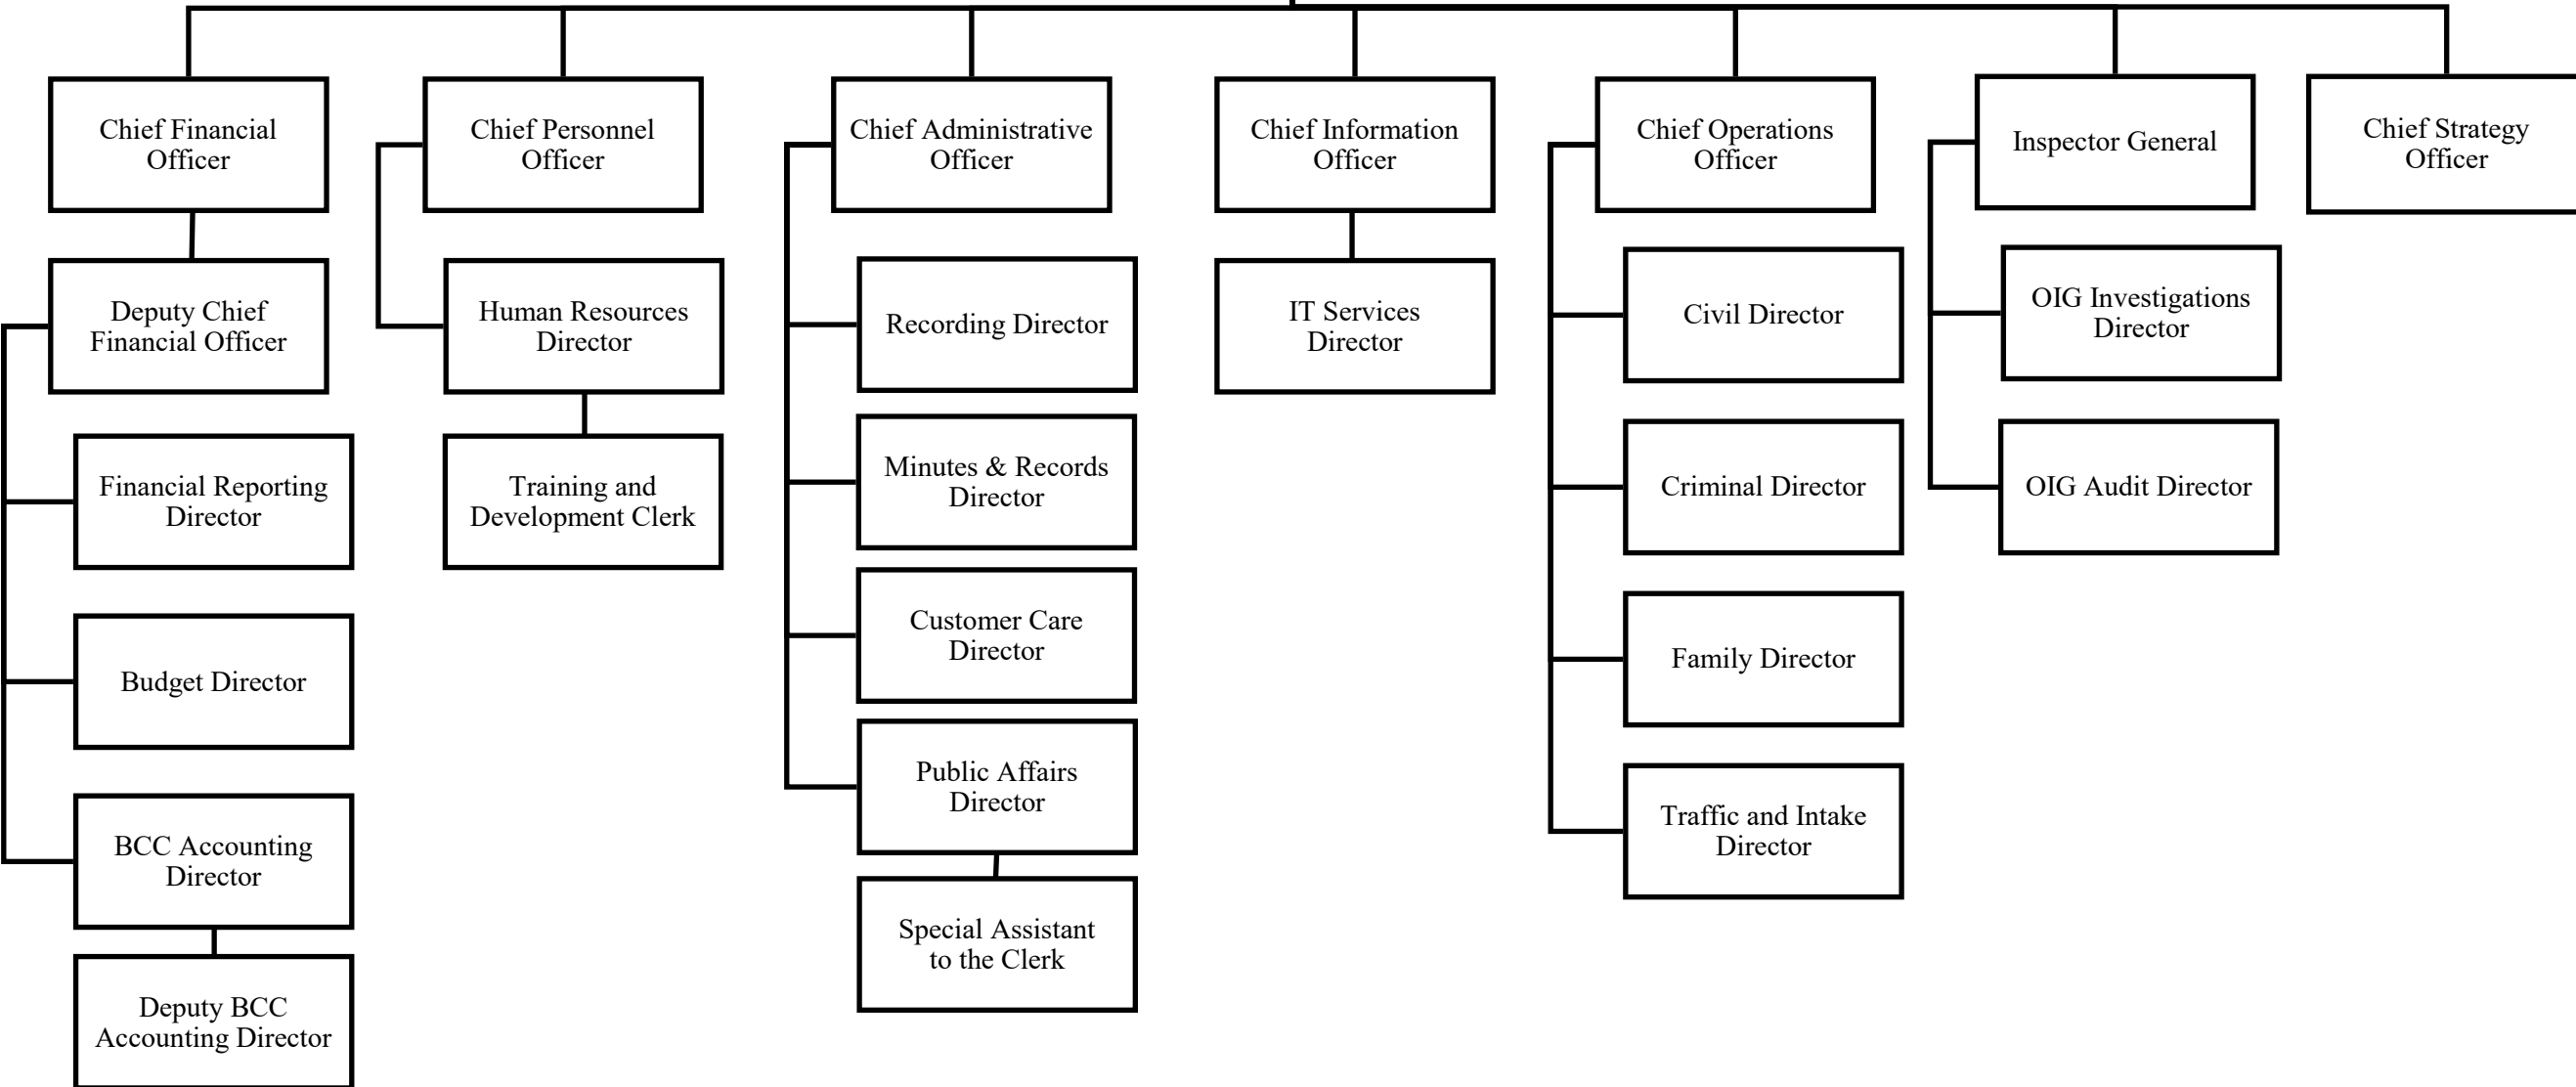 Chief Financial
Officer
Chief Personnel
Officer
Chief Administrative
Officer
Chief Information
Officer
Chief Operations
Officer
Inspector General
Chief Strategy
Officer
Deputy Chief
Financial Officer
Financial Reporting
Director
Budget Director
BCC Accounting
Director
Deputy BCC
Accounting Director
Human Resources
Director
Training and
Development Clerk
Recording Director
Minutes & Records
Director
Customer Care
Director
Public Affairs
Director
Special Assistant
to the Clerk
IT Services
Director
Civil Director
Criminal Director
Family Director
Traffic and Intake
Director
OIG Investigations
Director
OIG Audit Director